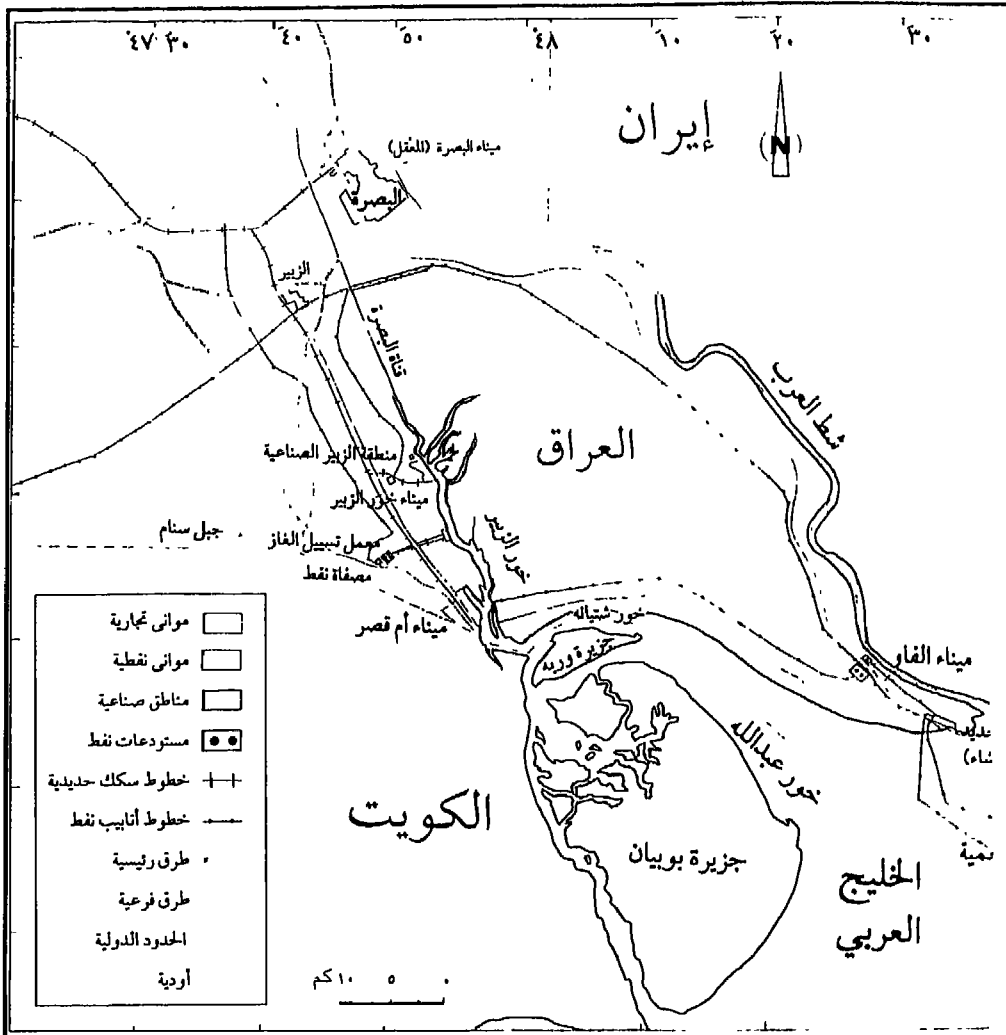 ٤٧ ٣٠
٤٠
٥٠
٤٨
١٠
٢٠
٣٠
إيران
N
ميناء البصرة (المعقل)
البصرة
الزبير
قناة البصرة
شط العرب
العراق
منطقة الزبير الصناعية
ميناء خور الزبير
خور الزبير
جبل سنام
معمل تسييل الغاز
مصفاة نفط
ميناء أم قصر
خور شتيانه
جزيرة وربه
ميناء الفاو
خور عبدالله
الكويت
جزيرة بوبيان
الخليج
العربي
موانى تجارية
موانى نفطية
مناطق صناعية
مستودعات نفط
خطوط سكك حديدية
خطوط أنابيب نفط
طرق رئيسية
طرق فرعية
الحدود الدولية
أودية
١٠ كم ٥ ٠